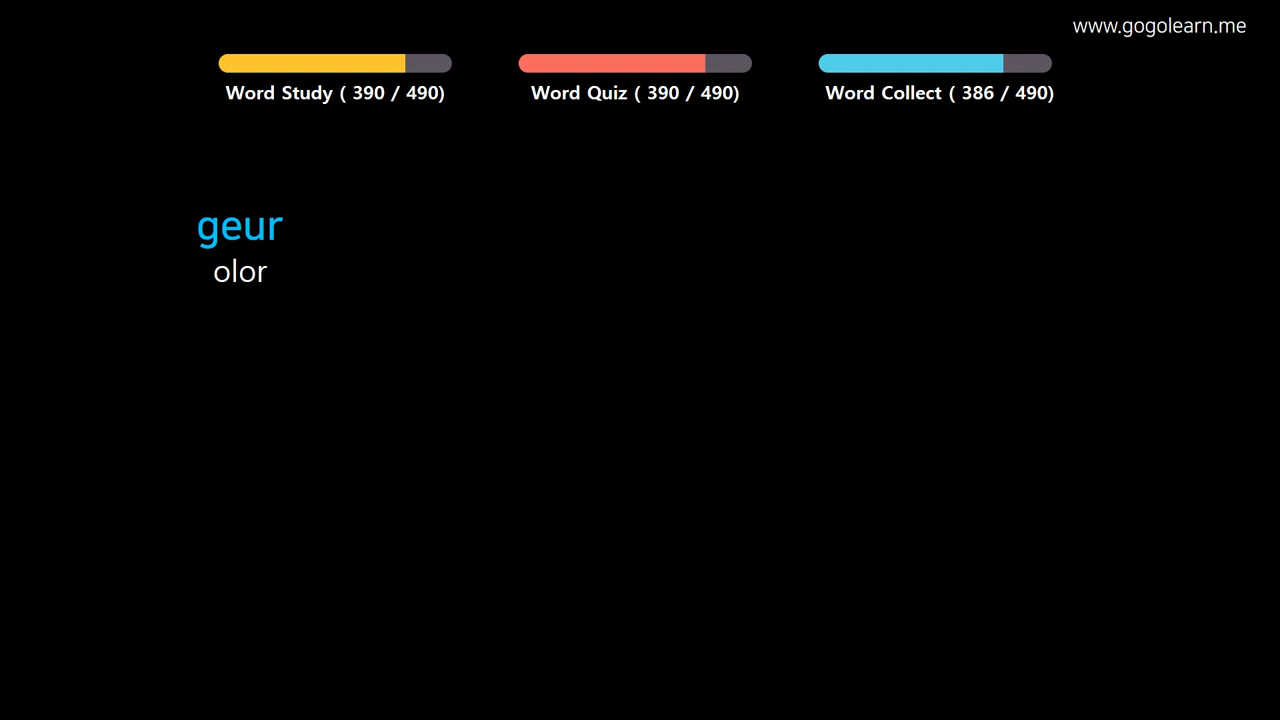 www.gogolearn.me
Word Study ( 390 / 490)
Word Quiz ( 390 / 490)
Word Collect ( 386 / 490)
geur
olor